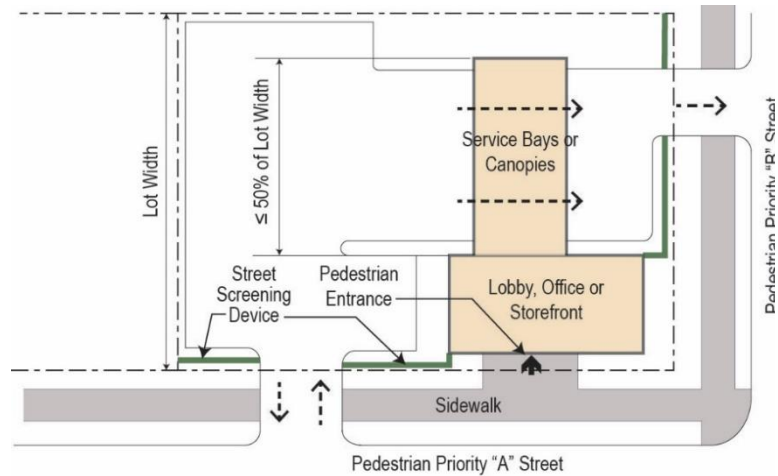 Lot Width
≤ 50% of Lot Width
Service Bays or
Canopies
Pedestrian Priority “B” Street
Street
Screening
Device
Pedestrian
Entrance
Lobby, Office or
Storefront
Sidewalk
Pedestrian Priority “A” Street